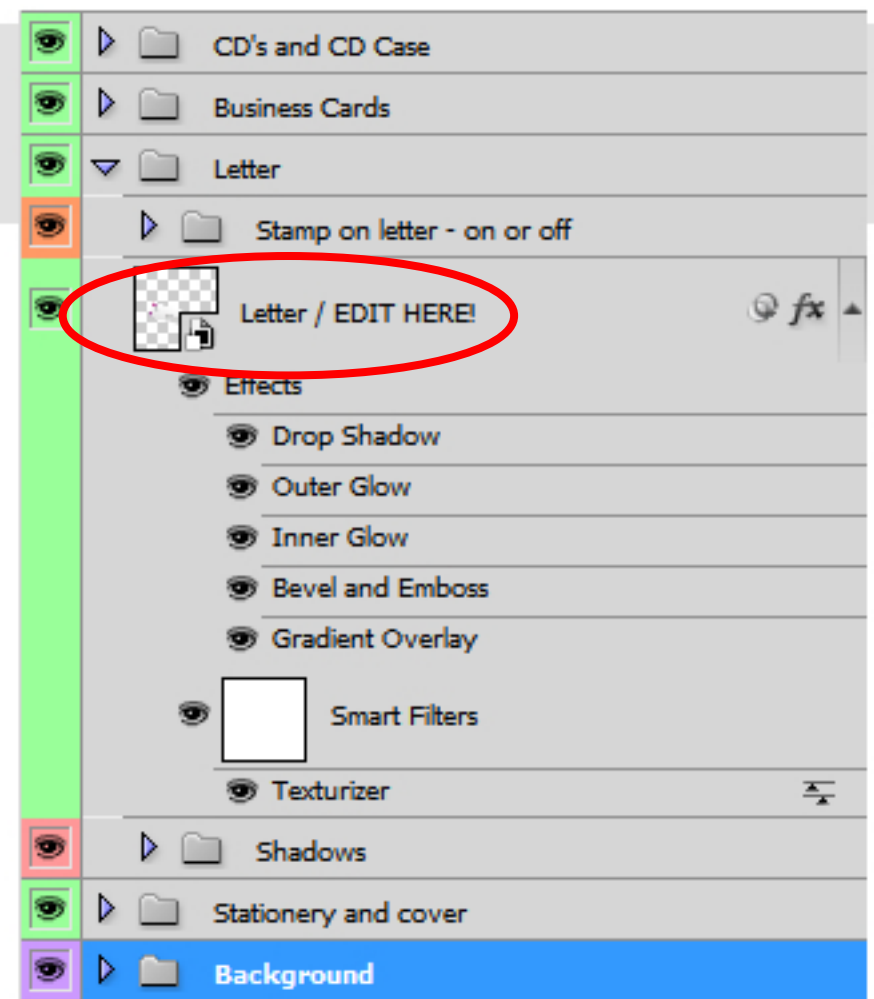 CD's and CD Case
Business Cards
Letter
Stamp on letter - on or off
Letter / EDIT HERE! fx
Effects
Drop Shadow
Outer Glow
Inner Glow
Bevel and Emboss
Gradient Overlay
Smart Filters
Texturizer
Shadows
Stationery and cover
Background